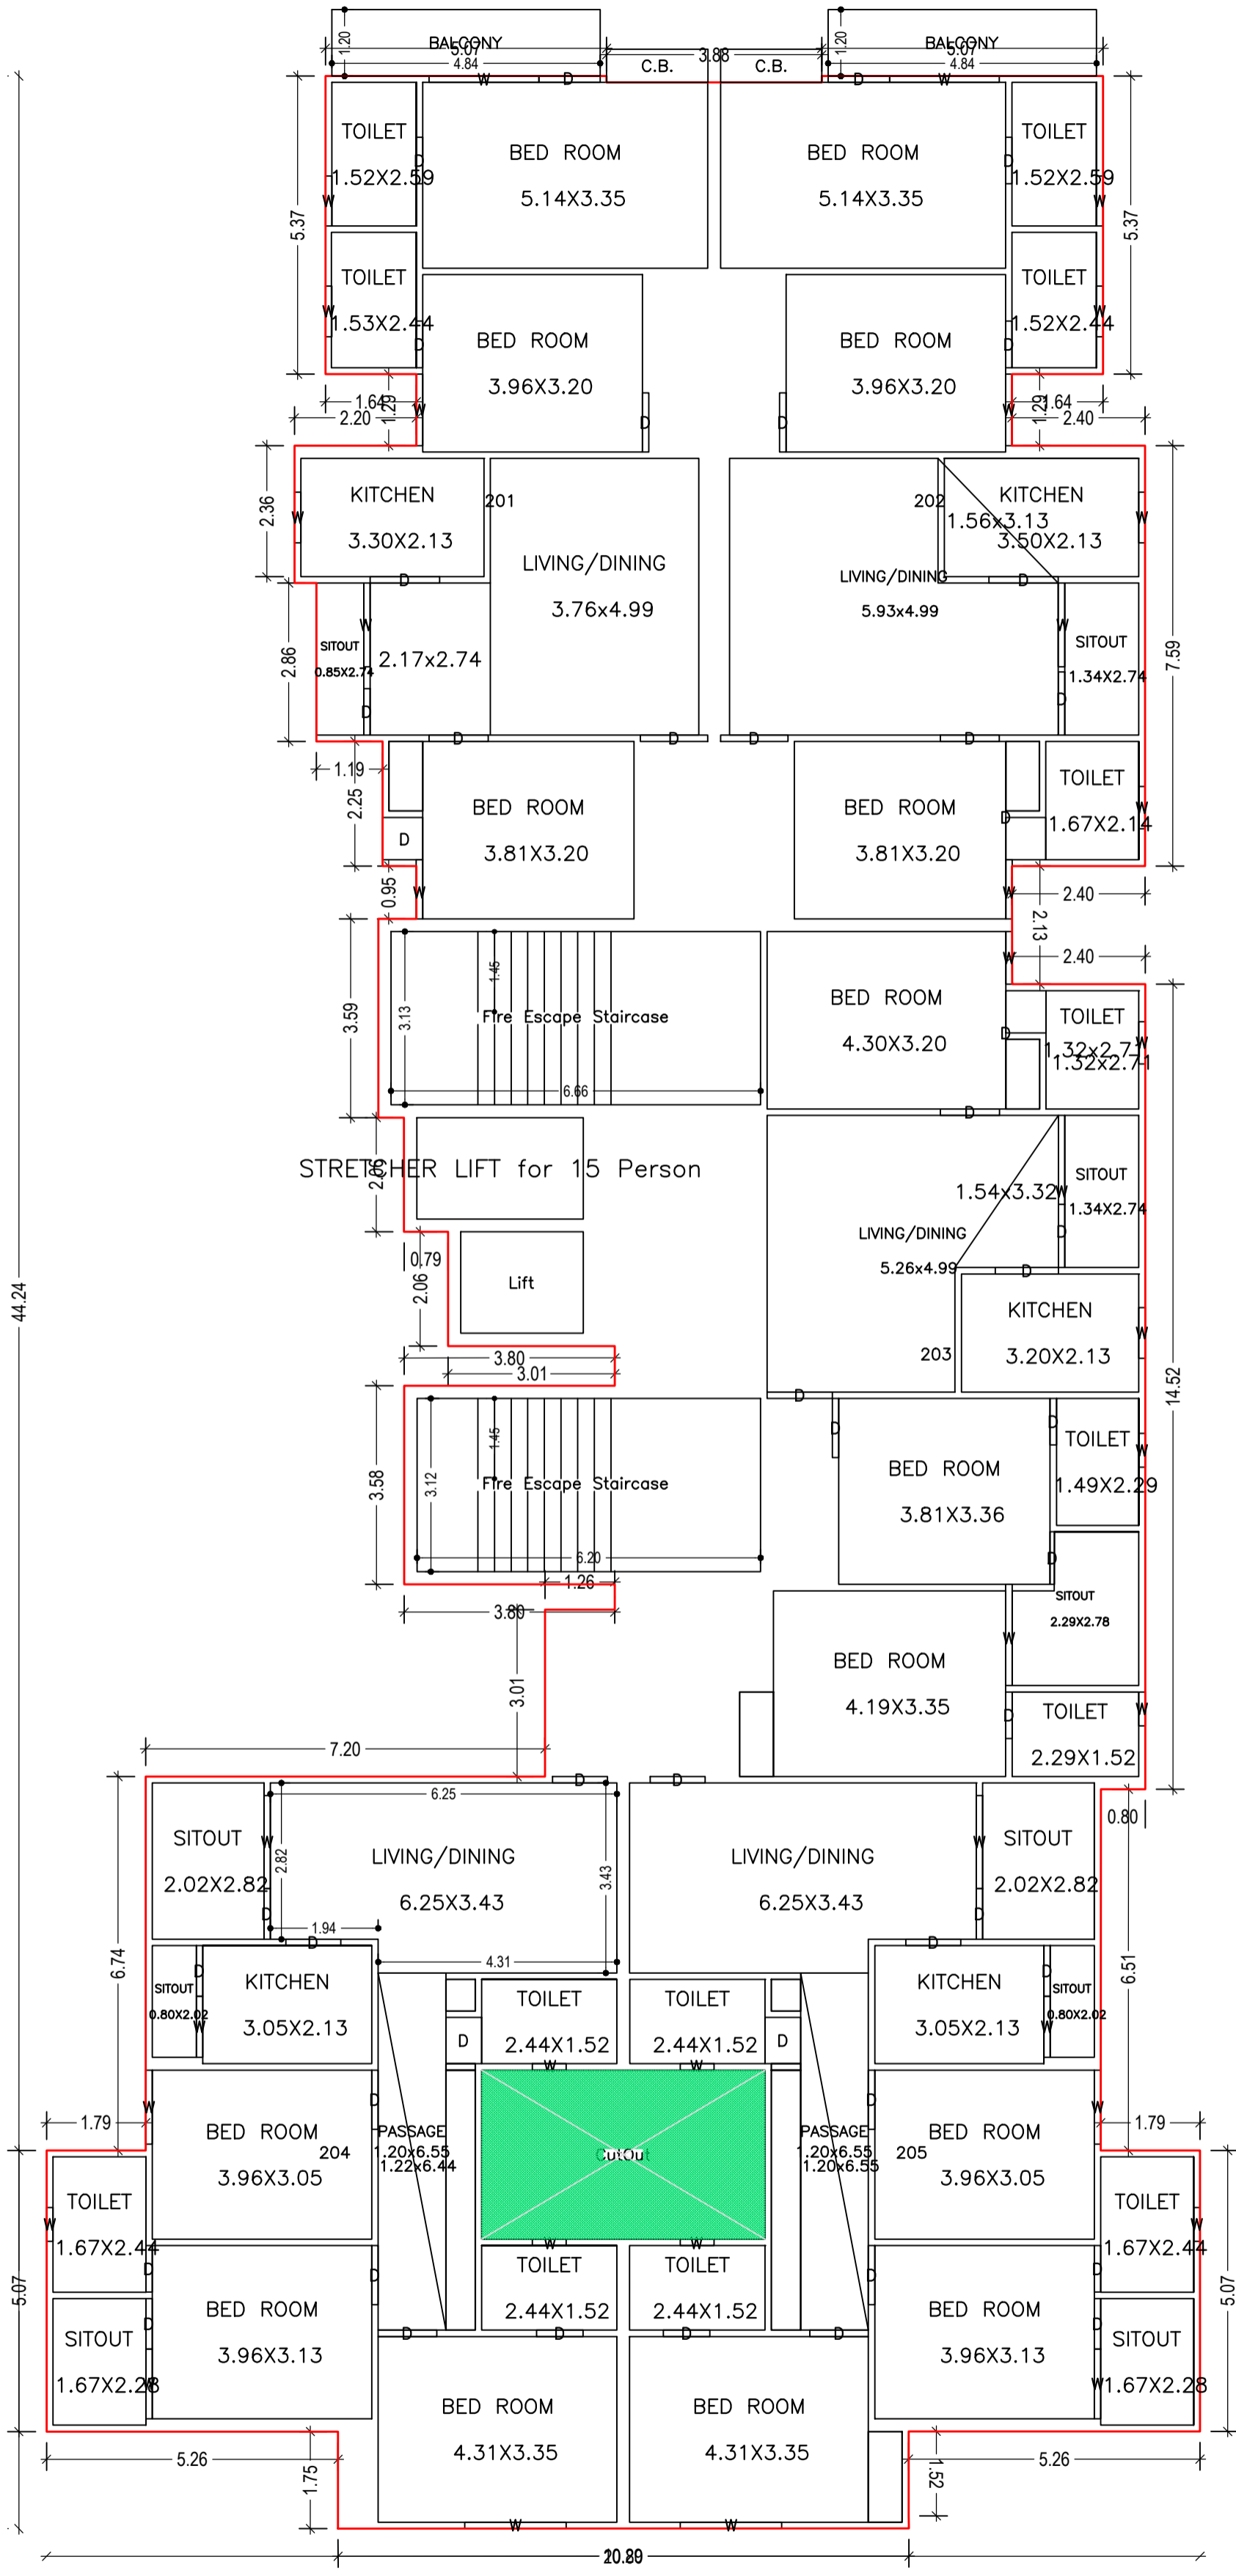 1.20
BALCONY
5.07
4.84
W
D
3.88
C.B.
C.B.
1.20
BALCONY
5.07
4.84
D
W
TOILET
1.52X2.59
BED ROOM
5.14X3.35
BED ROOM
5.14X3.35
TOILET
1.52X2.59
D
D
W
W
5.37
5.37
TOILET
1.53X2.44
BED ROOM
3.96X3.20
BED ROOM
3.96X3.20
TOILET
1.52X2.44
W
D
D
W
1.64
1.29
2.20
W
D
D
W
1.29
1.64
2.40
2.36
KITCHEN
3.30X2.13
201
W
D
LIVING/DINING
3.76x4.99
202
1.56x3.13
KITCHEN
3.50X2.13
W
D
LIVING/DINING
5.93x4.99
2.86
SITOUT
0.85X2.74
W
D
2.17x2.74
W
D
SITOUT
1.34X2.74
7.59
D
D
D
D
1.19
2.25
D
BED ROOM
3.81X3.20
BED ROOM
3.81X3.20
D
TOILET
1.67X2.14
W
0.95
W
W
2.40
2.13
2.40
3.59
3.13
1.45
Fire Escape Staircase
6.66
BED ROOM
4.30X3.20
W
D
TOILET
1.32x2.71
1.32x2.71
W
D
2.06
STRETCHER LIFT for 15 Person
1.54x3.32
W
D
SITOUT
1.34X2.74
LIVING/DINING
5.26x4.99
0.79
2.06
Lift
44.24
D
KITCHEN
3.20X2.13
W
203
3.80
3.01
14.52
D
3.58
3.12
1.45
Fire Escape Staircase
6.20
D
BED ROOM
3.81X3.36
D
TOILET
1.49X2.29
W
1.26
3.80
D
SITOUT
2.29X2.78
W
3.01
BED ROOM
4.19X3.35
D
TOILET
2.29X1.52
W
7.20
D
D
6.25
0.80
SITOUT
2.02X2.82
W
D
2.82
LIVING/DINING
6.25X3.43
3.43
LIVING/DINING
6.25X3.43
W
D
SITOUT
2.02X2.82
1.94
D
4.31
D
6.74
6.51
SITOUT
0.80X2.02
D
W
KITCHEN
3.05X2.13
TOILET
2.44X1.52
D
TOILET
2.44X1.52
D
KITCHEN
3.05X2.13
D
W
SITOUT
0.80X2.02
W
W
1.79
W
D
BED ROOM
3.96X3.05
204
PASSAGE
1.20x6.55
1.22x6.44
CutOut
PASSAGE
1.20x6.55
1.20x6.55
205
D
BED ROOM
3.96X3.05
W
1.79
TOILET
1.67X2.44
W
D
W
W
TOILET
1.67X2.44
W
D
5.07
5.07
TOILET
2.44X1.52
TOILET
2.44X1.52
SITOUT
1.67X2.28
D
W
BED ROOM
3.96X3.13
D
D
D
D
D
D
BED ROOM
3.96X3.13
D
W
SITOUT
1.67X2.28
BED ROOM
4.31X3.35
BED ROOM
4.31X3.35
5.26
1.75
1.52
5.26
W
W